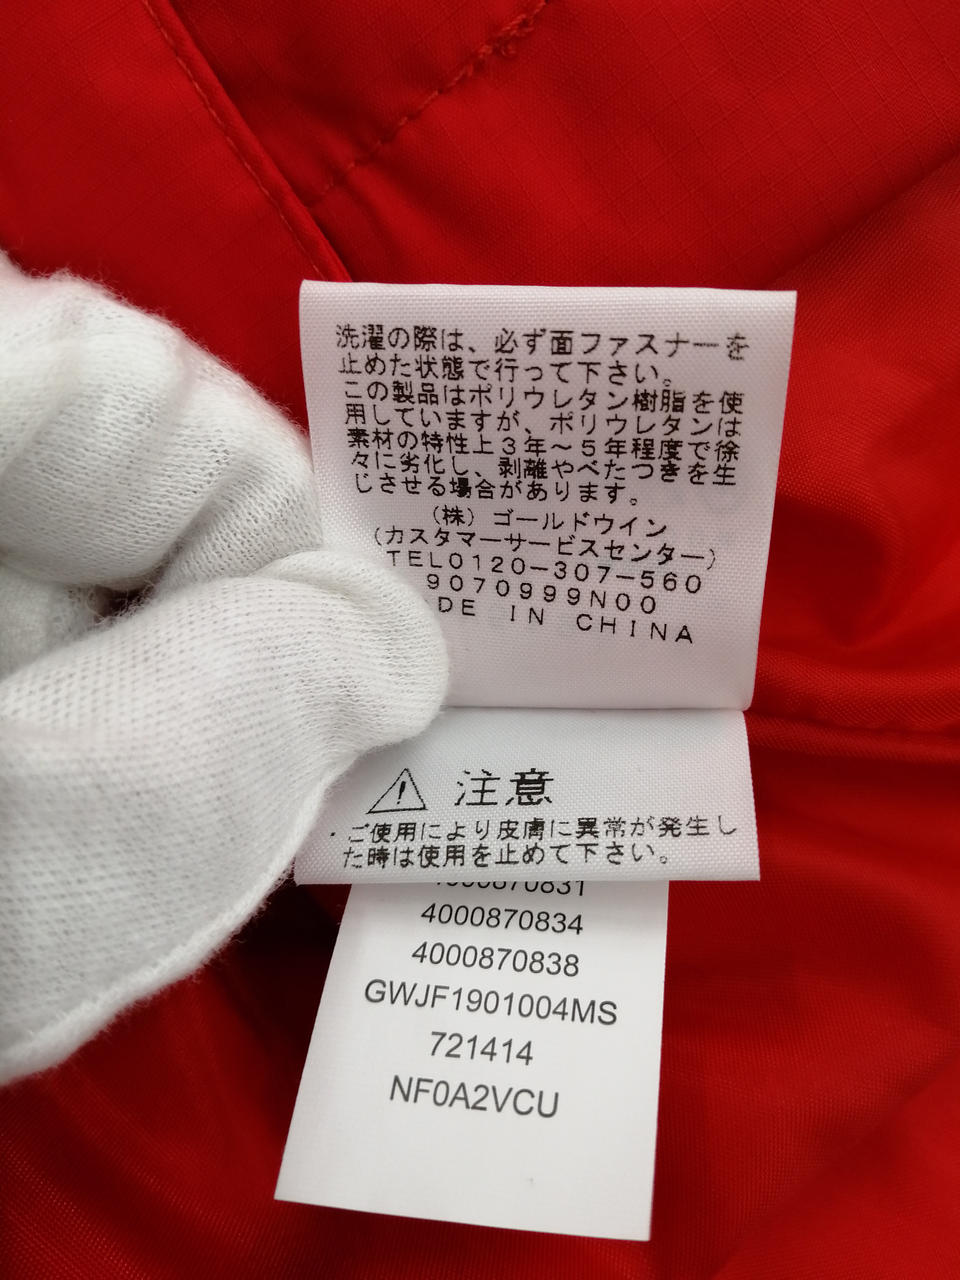 洗濯の際は、必ず面ファスナーを
止めた状態で行って下さい。
この製品はポリウレタン樹脂を使
用していますが、ポリウレタンは
素材の特性上3年～5年程度で徐
々に劣化し、剥離やべたつきを生
じさせる場合があります。
(株) ゴールドウイン
(カスタマーサービスセンター)
TEL0120-307-560
9070999N00
DE IN CHINA
注意
・ご使用により皮膚に異常が発生し
た時は使用を止めて下さい。
4000870831
4000870834
4000870838
GWJF1901004MS
721414
NF0A2VCU